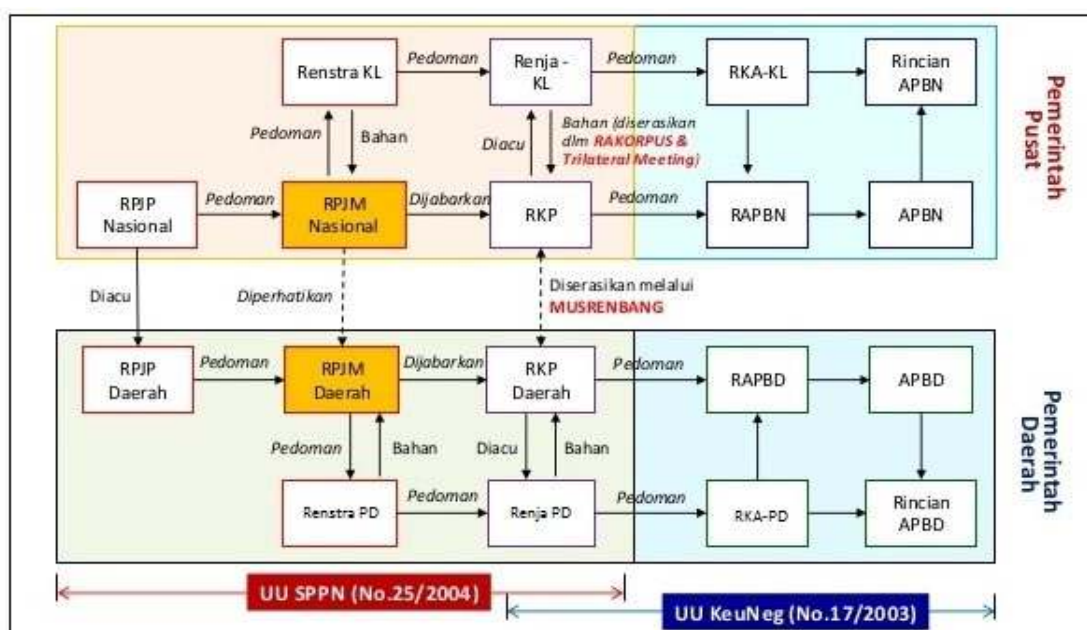 Pedoman
Pedoman
Pedoman
Renstra KL
Renja -
KL
RKA-KL
Rincian
APBN
Pedoman
Bahan
Diacu
Bahan (diserasikan
dlm RAKORPUS &
Trilateral Meeting)
RPJP
Nasional
Pedoman
RPJM
Nasional
Dijabarkan
RKP
Pedoman
RAPBN
APBN
Pemerintah
Pusat
Diacu
Diperhatikan
Diserasikan melalui
MUSRENBANG
RPJP
Daerah
Pedoman
RPJM
Daerah
Dijabarkan
RKP
Daerah
Pedoman
RAPBD
APBD
Pedoman
Bahan
Diacu
Bahan
Renstra PD
Pedoman
Renja PD
Pedoman
RKA-PD
Rincian
APBD
Pemerintah
Daerah
UU SPPN (No.25/2004)
UU KeuNeg (No.17/2003)